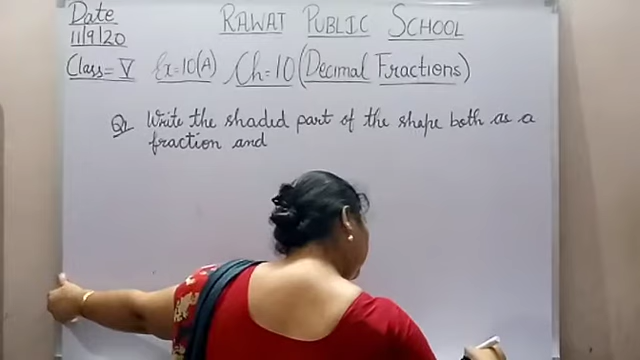 Date
RAWAT PUBLIC SCHOOL
11/9/20
Class = V Ex = 10(A) Ch = 10 (Decimal Fractions)
Q1 Write the shaded part of the shape both as a
fraction and